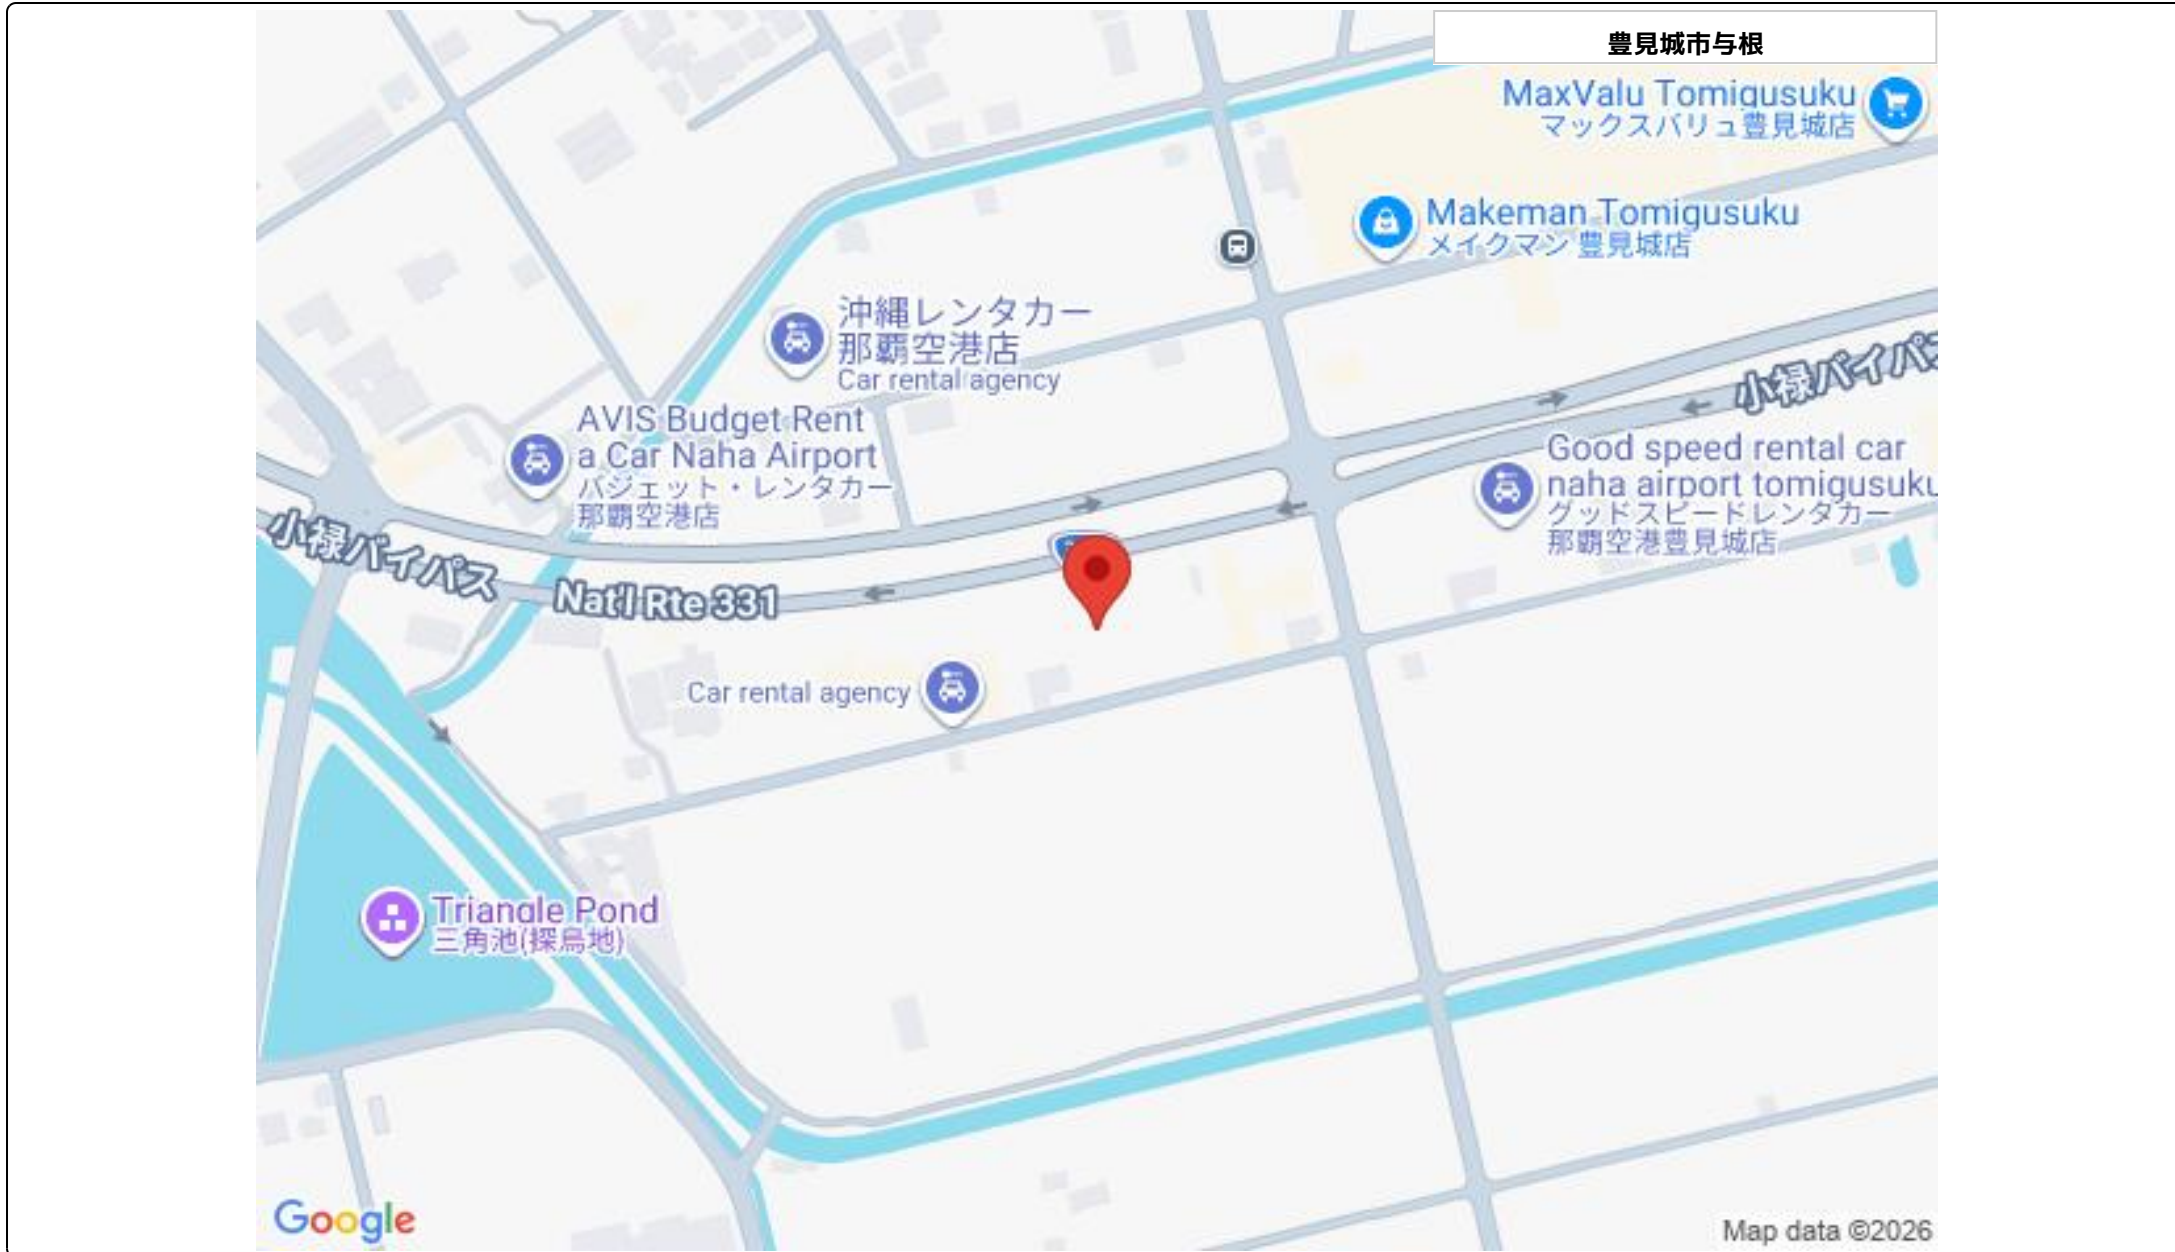 豊見城市与根
MaxValu Tomigusuku
マックスバリュ豊見城店
Makeman Tomigusuku
メイクマン 豊見城店
沖縄レンタカー
那覇空港店
Car rental agency
小禄バイパス
AVIS Budget Rent
a Car Naha Airport
バジェット・レンタカー
那覇空港店
Good speed rental car
naha airport tomigusuku
グッドスピードレンタカー
那覇空港豊見城店
小禄バイパス
Nat'l Rte 331
Car rental agency
Triangle Pond
三角池(探鳥地)
Google
Map data ©2026